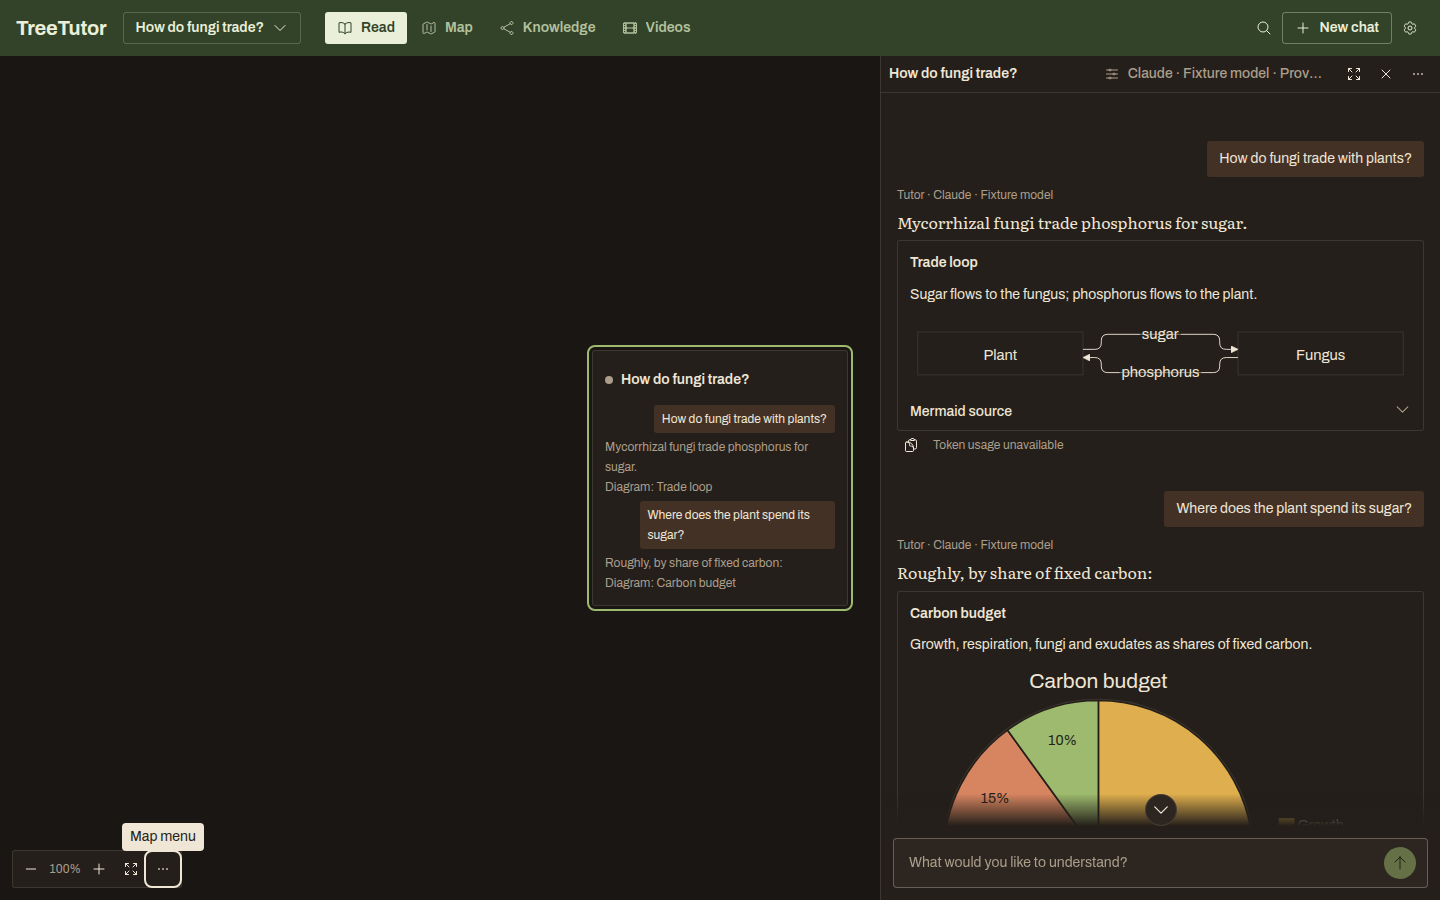 TreeTutor
How do fungi trade?
Read
Map
Knowledge
Videos
New chat
How do fungi trade?
Claude · Fixture model · Prov...
How do fungi trade with plants?
Tutor · Claude · Fixture model
Mycorrhizal fungi trade phosphorus for sugar.
Trade loop
Sugar flows to the fungus; phosphorus flows to the plant.
sugar
Plant
Fungus
phosphorus
Mermaid source
Token usage unavailable
Where does the plant spend its sugar?
Tutor · Claude · Fixture model
Roughly, by share of fixed carbon:
Carbon budget
Growth, respiration, fungi and exudates as shares of fixed carbon.
Carbon budget
10%
15%
Growth
What would you like to understand?
How do fungi trade?
How do fungi trade with plants?
Mycorrhizal fungi trade phosphorus for
sugar.
Diagram: Trade loop
Where does the plant spend its
sugar?
Roughly, by share of fixed carbon:
Diagram: Carbon budget
Map menu
100%